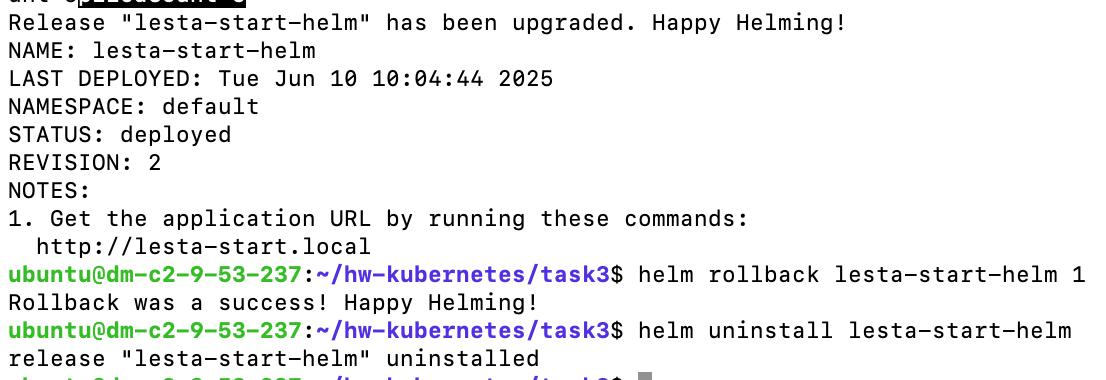 Release "lesta-start-helm" has been upgraded. Happy Helming!
NAME: lesta-start-helm
LAST DEPLOYED: Tue Jun 10 10:04:44 2025
NAMESPACE: default
STATUS: deployed
REVISION: 2
NOTES:
1. Get the application URL by running these commands:
  http://lesta-start.local
ubuntu@dm-c2-9-53-237:~/hw-kubernetes/task3$ helm rollback lesta-start-helm 1
Rollback was a success! Happy Helming!
ubuntu@dm-c2-9-53-237:~/hw-kubernetes/task3$ helm uninstall lesta-start-helm
release "lesta-start-helm" uninstalled